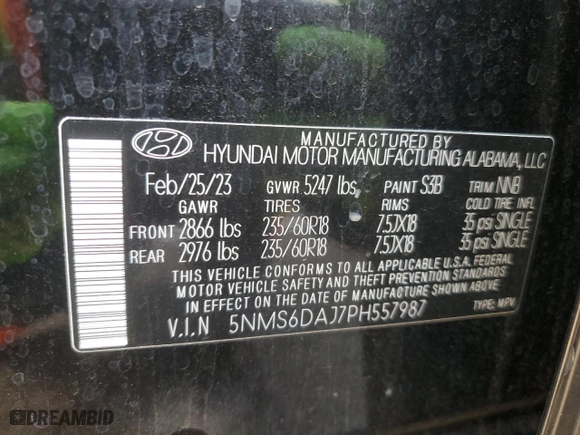 MANUFACTURED BY
HYUNDAI MOTOR MANUFACTURING ALABAMA, LLC
Feb/25/23 GVWR 5247 lbs PAINT S3B TRIM NNB
GAWR TIRES RIMS COLD TIRE INFL
FRONT 2866 lbs 235/60R18 7.5JX18 35 psi SINGLE
REAR 2976 lbs 235/60R18 7.5JX18 35 psi SINGLE
THIS VEHICLE CONFORMS TO ALL APPLICABLE U.S.A. FEDERAL
MOTOR VEHICLE SAFETY AND THEFT PREVENTION STANDARDS
IN EFFECT ON THE DATE OF MANUFACTURE SHOWN ABOVE
V.I.N 5NMS6DAJ7PH557987 TYPE: MPV
DREAMBID